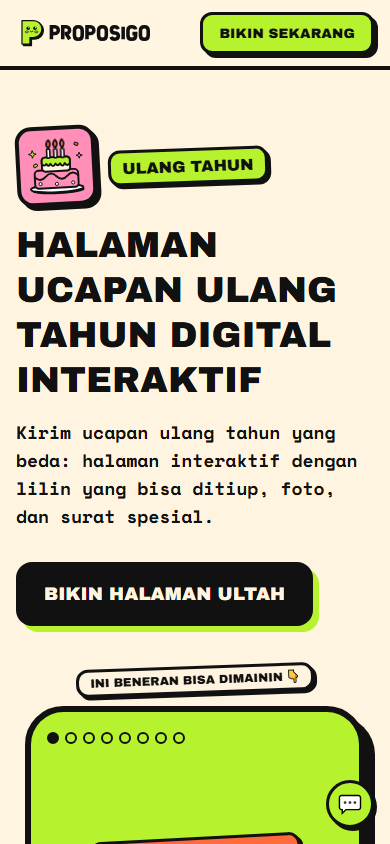 PROPOSIGO
BIKIN SEKARANG
ULANG TAHUN
HALAMAN
UCAPAN ULANG
TAHUN DIGITAL
INTERAKTIF
Kirim ucapan ulang tahun yang
beda: halaman interaktif dengan
lilin yang bisa ditiup, foto,
dan surat spesial.
BIKIN HALAMAN ULTAH
INI BENERAN BISA DIMAININ 👇